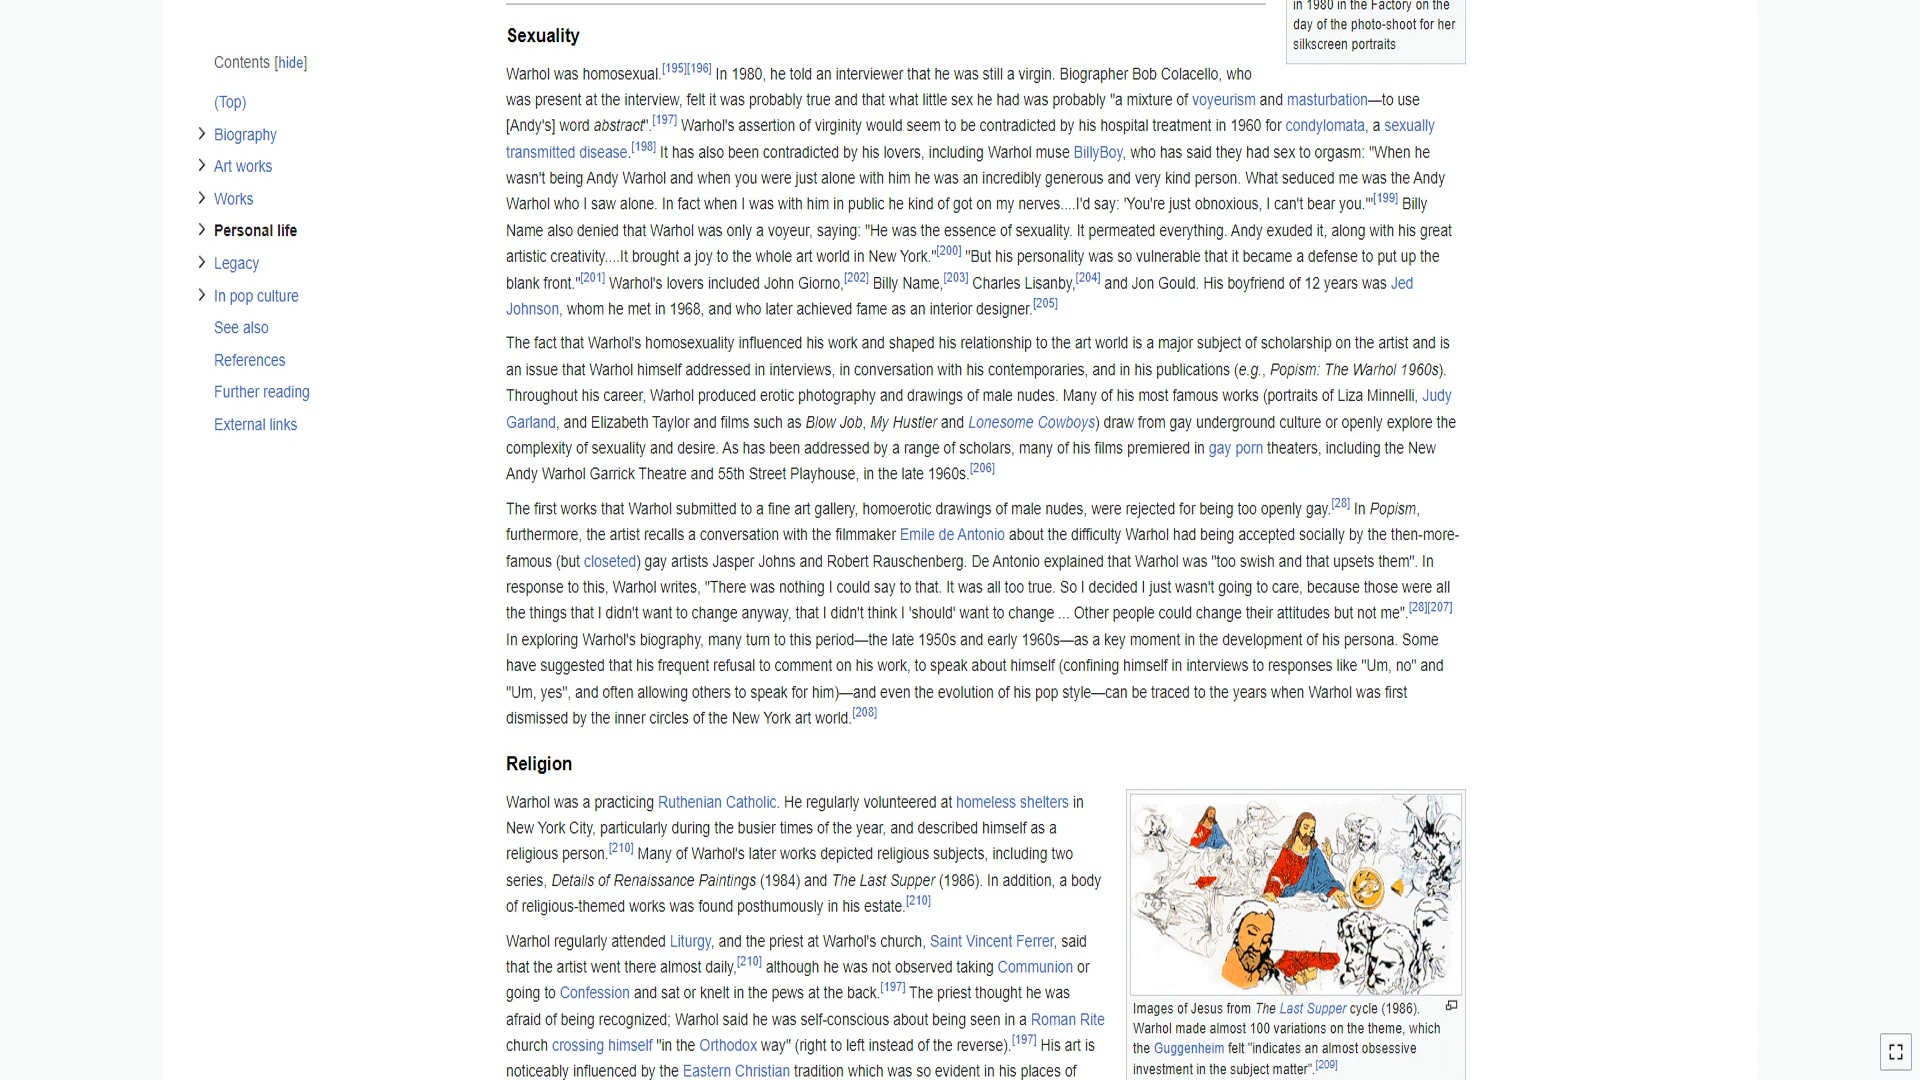 in 1980 in the Factory on the
day of the photo-shoot for her
silkscreen portraits
Contents [hide]
(Top)
Biography
Art works
Works
Personal life
Legacy
In pop culture
See also
References
Further reading
External links
Sexuality
Warhol was homosexual.[195][196] In 1980, he told an interviewer that he was still a virgin. Biographer Bob Colacello, who
was present at the interview, felt it was probably true and that what little sex he had was probably "a mixture of voyeurism and masturbation—to use
[Andy's] word abstract".[197] Warhol's assertion of virginity would seem to be contradicted by his hospital treatment in 1960 for condylomata, a sexually
transmitted disease.[198] It has also been contradicted by his lovers, including Warhol muse BillyBoy, who has said they had sex to orgasm: "When he
wasn't being Andy Warhol and when you were just alone with him he was an incredibly generous and very kind person. What seduced me was the Andy
Warhol who I saw alone. In fact when I was with him in public he kind of got on my nerves....I'd say: 'You're just obnoxious, I can't bear you.'"[199] Billy
Name also denied that Warhol was only a voyeur, saying: "He was the essence of sexuality. It permeated everything. Andy exuded it, along with his great
artistic creativity....It brought a joy to the whole art world in New York."[200] "But his personality was so vulnerable that it became a defense to put up the
blank front."[201] Warhol's lovers included John Giorno,[202] Billy Name,[203] Charles Lisanby,[204] and Jon Gould. His boyfriend of 12 years was Jed
Johnson, whom he met in 1968, and who later achieved fame as an interior designer.[205]
The fact that Warhol's homosexuality influenced his work and shaped his relationship to the art world is a major subject of scholarship on the artist and is
an issue that Warhol himself addressed in interviews, in conversation with his contemporaries, and in his publications (e.g., Popism: The Warhol 1960s).
Throughout his career, Warhol produced erotic photography and drawings of male nudes. Many of his most famous works (portraits of Liza Minnelli, Judy
Garland, and Elizabeth Taylor and films such as Blow Job, My Hustler and Lonesome Cowboys) draw from gay underground culture or openly explore the
complexity of sexuality and desire. As has been addressed by a range of scholars, many of his films premiered in gay porn theaters, including the New
Andy Warhol Garrick Theatre and 55th Street Playhouse, in the late 1960s.[206]
The first works that Warhol submitted to a fine art gallery, homoerotic drawings of male nudes, were rejected for being too openly gay.[28] In Popism,
furthermore, the artist recalls a conversation with the filmmaker Emile de Antonio about the difficulty Warhol had being accepted socially by the then-more-
famous (but closeted) gay artists Jasper Johns and Robert Rauschenberg. De Antonio explained that Warhol was "too swish and that upsets them". In
response to this, Warhol writes, "There was nothing I could say to that. It was all too true. So I decided I just wasn't going to care, because those were all
the things that I didn't want to change anyway, that I didn't think I 'should' want to change ... Other people could change their attitudes but not me".[28][207]
In exploring Warhol's biography, many turn to this period—the late 1950s and early 1960s—as a key moment in the development of his persona. Some
have suggested that his frequent refusal to comment on his work, to speak about himself (confining himself in interviews to responses like "Um, no" and
"Um, yes", and often allowing others to speak for him)—and even the evolution of his pop style—can be traced to the years when Warhol was first
dismissed by the inner circles of the New York art world.[208]
Religion
Warhol was a practicing Ruthenian Catholic. He regularly volunteered at homeless shelters in
New York City, particularly during the busier times of the year, and described himself as a
religious person.[210] Many of Warhol's later works depicted religious subjects, including two
series, Details of Renaissance Paintings (1984) and The Last Supper (1986). In addition, a body
of religious-themed works was found posthumously in his estate.[210]
Warhol regularly attended Liturgy, and the priest at Warhol's church, Saint Vincent Ferrer, said
that the artist went there almost daily,[210] although he was not observed taking Communion or
going to Confession and sat or knelt in the pews at the back.[197] The priest thought he was
afraid of being recognized; Warhol said he was self-conscious about being seen in a Roman Rite
church crossing himself "in the Orthodox way" (right to left instead of the reverse).[197] His art is
noticeably influenced by the Eastern Christian tradition which was so evident in his places of
Images of Jesus from The Last Supper cycle (1986).
Warhol made almost 100 variations on the theme, which
the Guggenheim felt "indicates an almost obsessive
investment in the subject matter".[209]